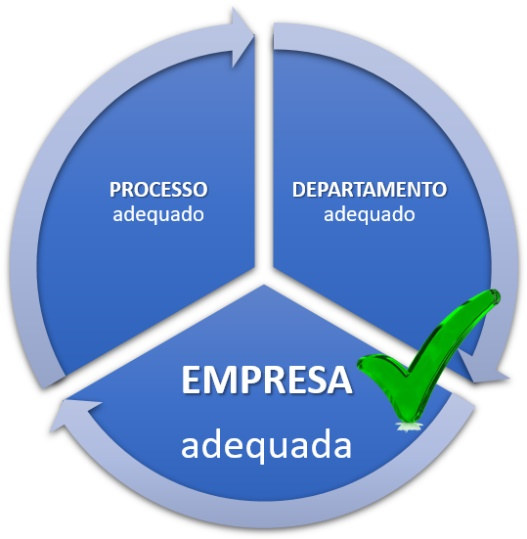 PROCESSO
adequado
DEPARTAMENTO
adequado
EMPRESA
adequada